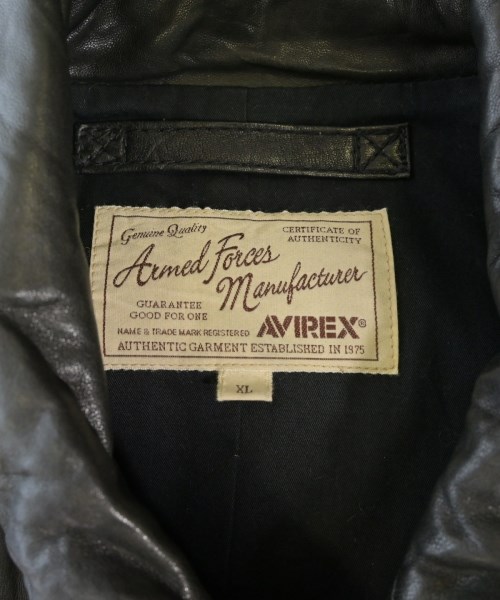 Genuine Quality
CERTIFICATE OF
AUTHENTICITY
Armed Forces
Manufacturer
GUARANTEE
GOOD FOR ONE
NAME & TRADE MARK REGISTERED
AVIREX®
AUTHENTIC GARMENT ESTABLISHED IN 1975
XL